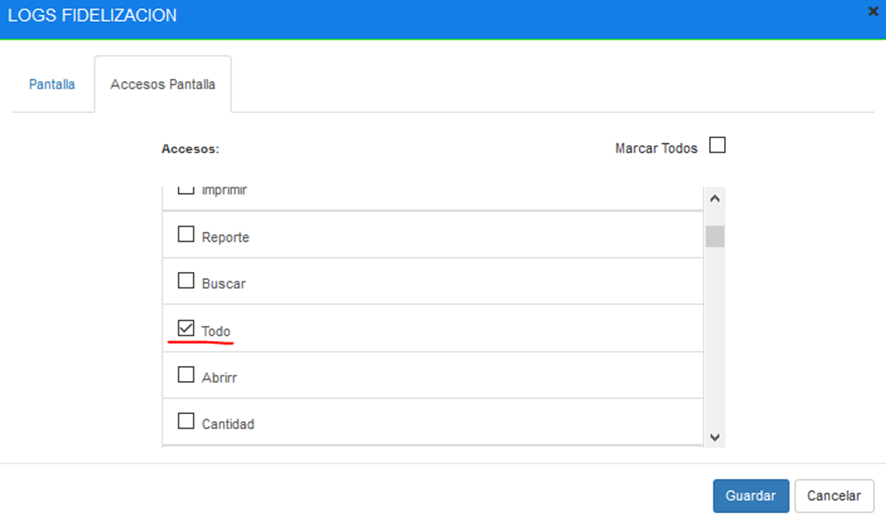 LOGS FIDELIZACION
Pantalla
Accesos Pantalla
Accesos:
Marcar Todos
Imprimir
Reporte
Buscar
Todo
Abrirr
Cantidad
Guardar
Cancelar